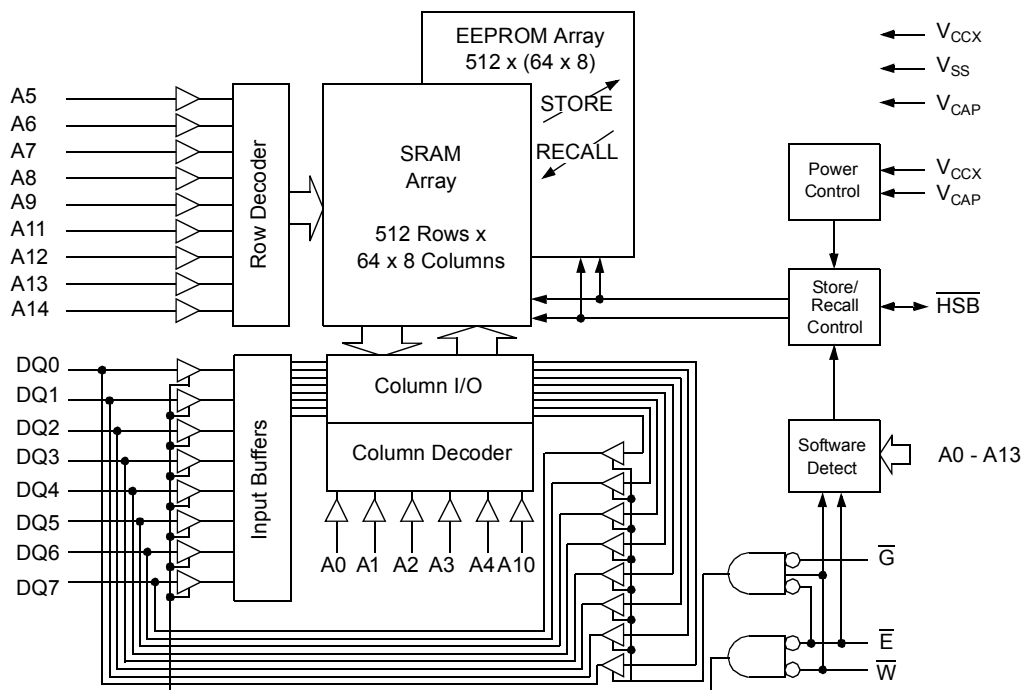 EEPROM Array
512 x (64 x 8)
STORE
RECALL
SRAM
Array
512 Rows x
64 x 8 Columns
A5
A6
A7
A8
A9
A11
A12
A13
A14
Row Decoder
V_CCX
V_SS
V_CAP
Power
Control
V_CCX
V_CAP
Store/
Recall
Control
H̅S̅B̅
Software
Detect
A0 - A13
DQ0
DQ1
DQ2
DQ3
DQ4
DQ5
DQ6
DQ7
Input Buffers
Column I/O
Column Decoder
A0 A1 A2 A3 A4 A10
G̅
E̅
W̅